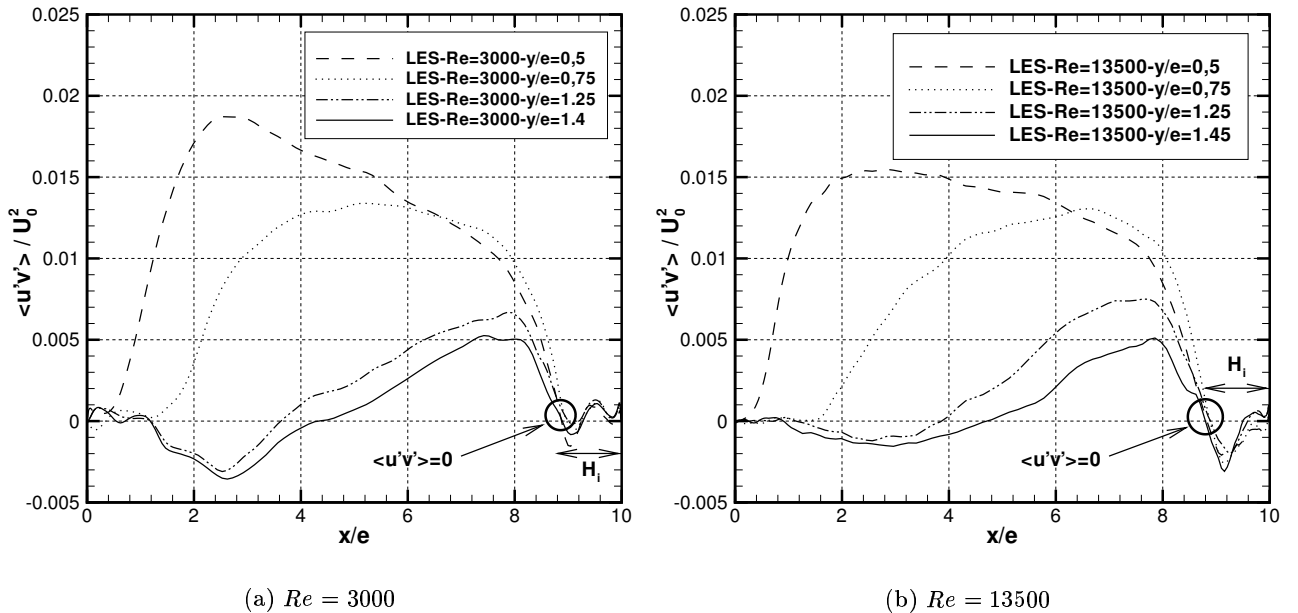 <u'v'> / U₀²
0.025
0.02
0.015
0.01
0.005
0
-0.005
0 2 4 6 8 10
x/e
LES-Re=3000-y/e=0,5
LES-Re=3000-y/e=0,75
LES-Re=3000-y/e=1.25
LES-Re=3000-y/e=1.4
<u'v'>=0
Hᵢ
(a) Re = 3000
<u'v'> / U₀²
0.025
0.02
0.015
0.01
0.005
0
-0.005
0 2 4 6 8 10
x/e
LES-Re=13500-y/e=0,5
LES-Re=13500-y/e=0,75
LES-Re=13500-y/e=1.25
LES-Re=13500-y/e=1.45
Hᵢ
<u'v'>=0
(b) Re = 13500